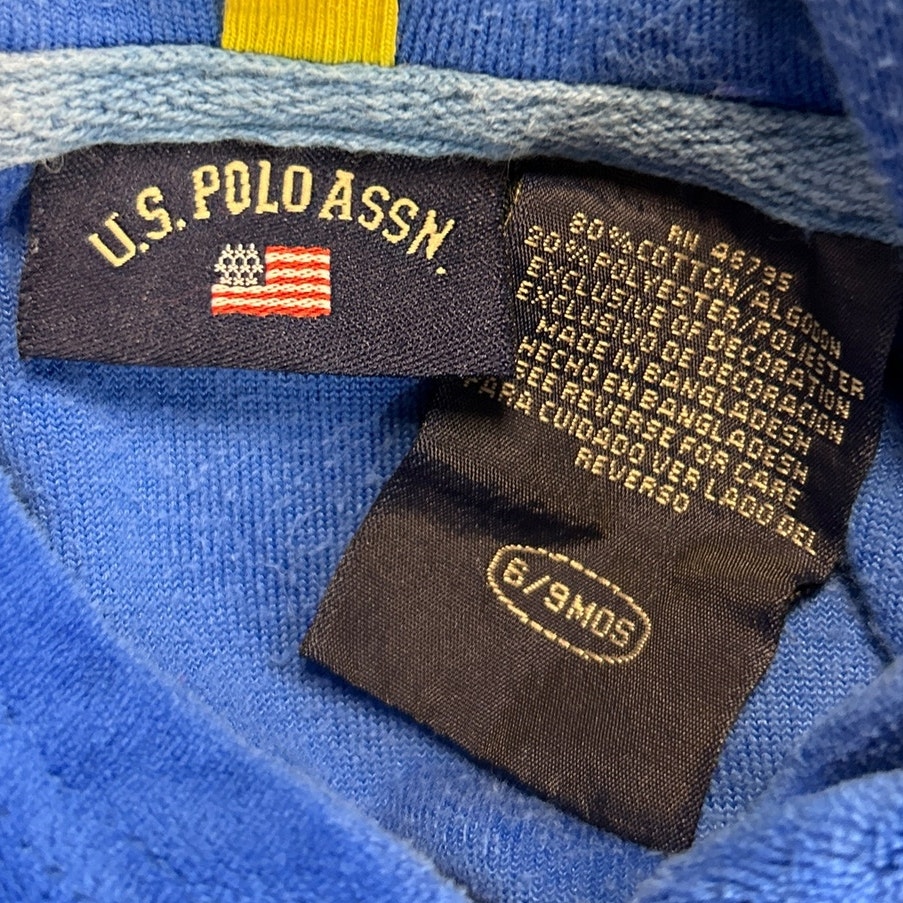 U.S. POLO ASSN.
RN 46795
80% COTTON/ALGODON
20% POLYESTER/POLIESTER
EXCLUSIVE OF DECORATION
EXCLUSIVO DE DECORACION
MADE IN BANGLADESH
HECHO EN BANGLADESH
SEE REVERSE FOR CARE
PARA CUIDADO VER LADO DEL
REVERSO
6/9MOS